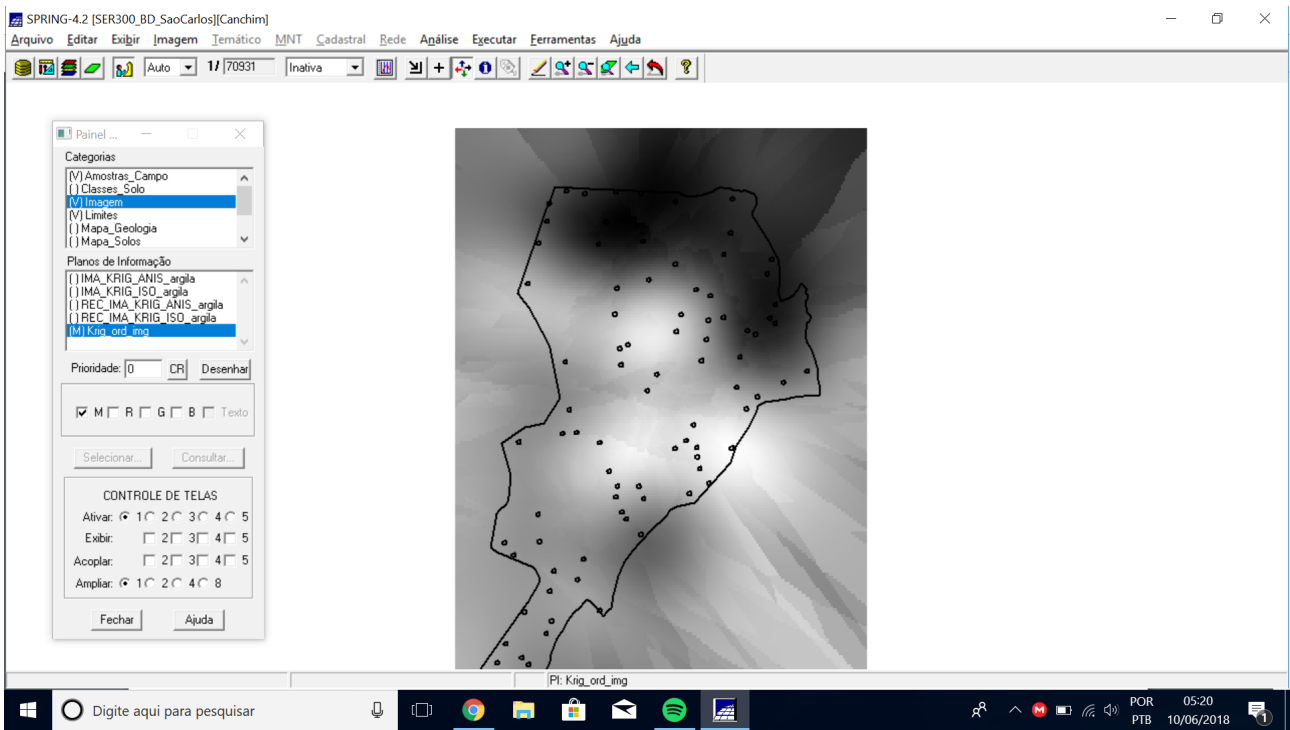 SPRING-4.2 [SER300_BD_SaoCarlos][Canchim]
Arquivo Editar Exibir Imagem Temático MNT Cadastral Rede Análise Executar Ferramentas Ajuda
Auto 1/ 70931 Inativa
Painel ...
Categorias
(V) Amostras_Campo
( ) Classes_Solo
(V) Imagem
(V) Limites
( ) Mapa_Geologia
( ) Mapa_Solos
Planos de Informação
( ) IMA_KRIG_ANIS_argila
( ) IMA_KRIG_ISO_argila
( ) REC_IMA_KRIG_ANIS_argila
( ) REC_IMA_KRIG_ISO_argila
(M) Krig_ord_img
Prioridade: 0 CR Desenhar
M R G B Texto
Selecionar... Consultar...
CONTROLE DE TELAS
Ativar: 1 2 3 4 5
Exibir: 2 3 4 5
Acoplar: 2 3 4 5
Ampliar: 1 2 4 8
Fechar Ajuda
PI: Krig_ord_img
Digite aqui para pesquisar
POR 05:20
PTB 10/06/2018
1